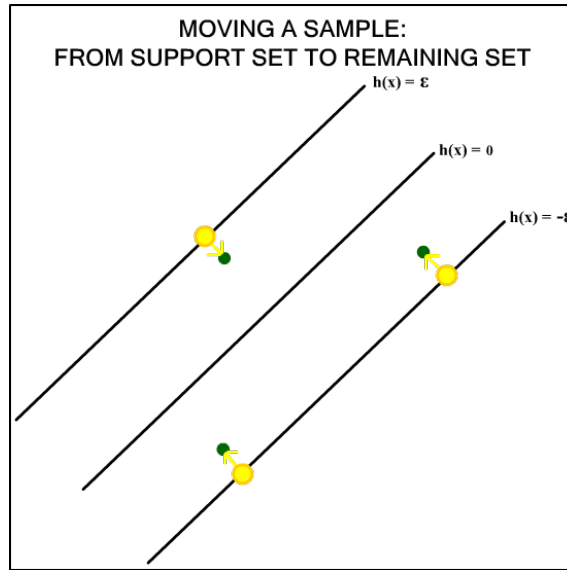 MOVING A SAMPLE:
FROM SUPPORT SET TO REMAINING SET
h(x) = ε
h(x) = 0
h(x) = -ε